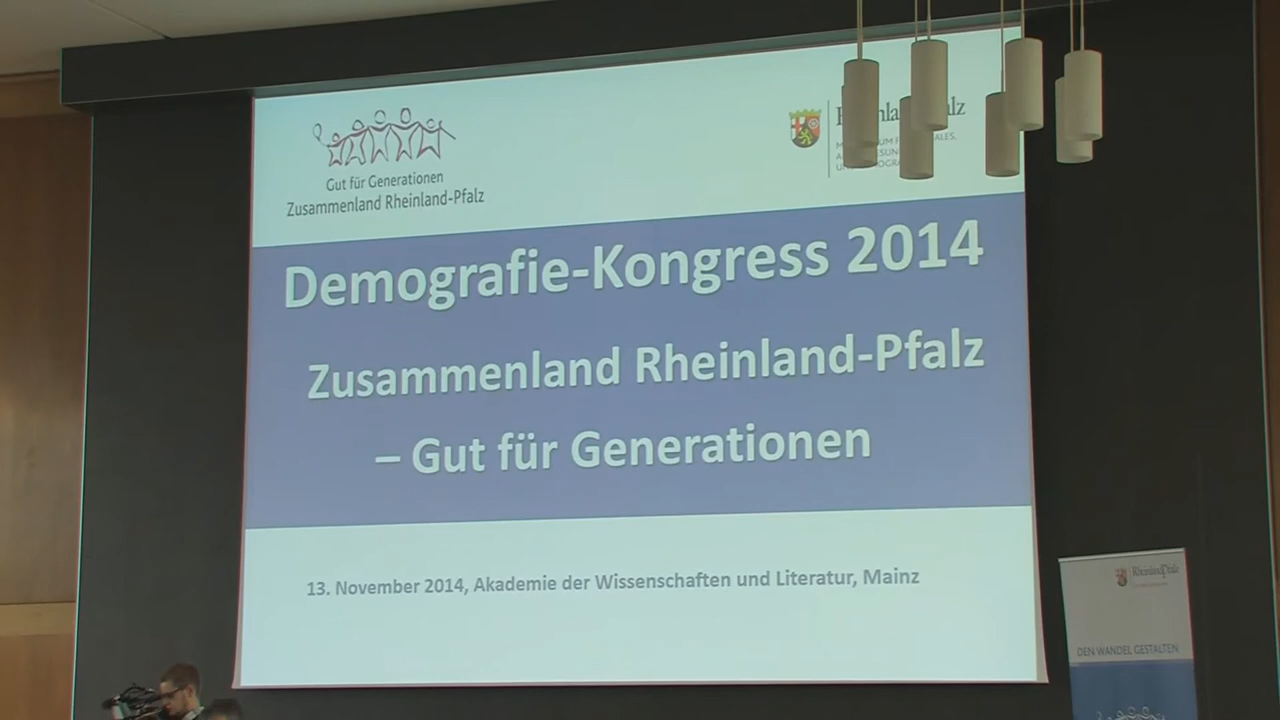 Gut für Generationen
Zusammenland Rheinland-Pfalz
Demografie-Kongress 2014
Zusammenland Rheinland-Pfalz
– Gut für Generationen
13. November 2014, Akademie der Wissenschaften und Literatur, Mainz
RheinlandPfalz
DEN WANDEL GESTALTEN